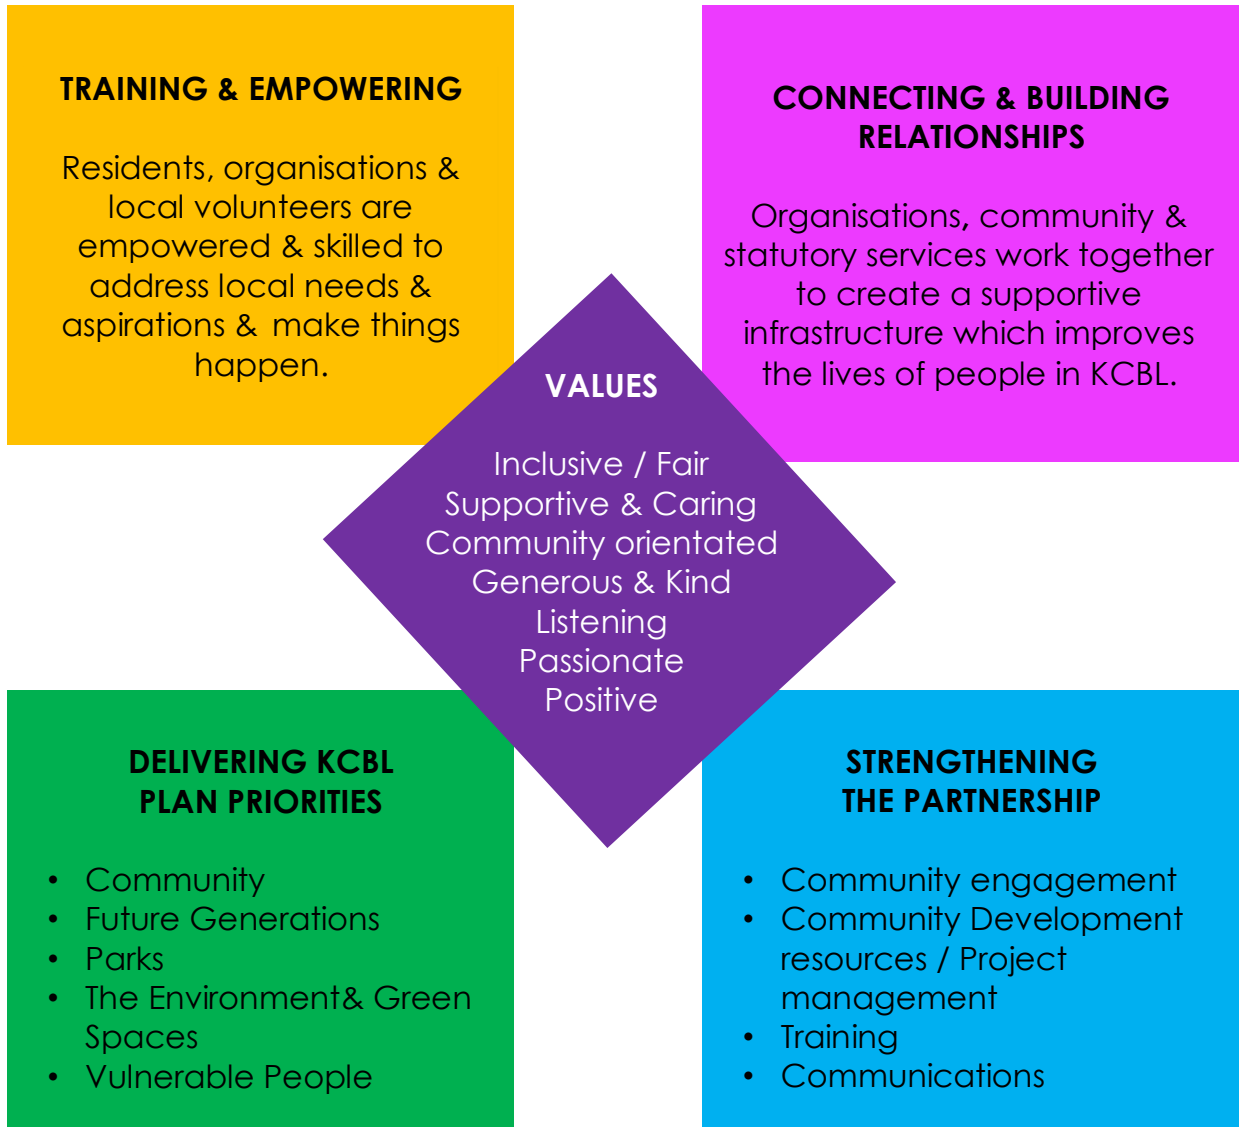 TRAINING & EMPOWERING
Residents, organisations &
local volunteers are
empowered & skilled to
address local needs &
aspirations & make things
happen.
CONNECTING & BUILDING
RELATIONSHIPS
Organisations, community &
statutory services work together
to create a supportive
infrastructure which improves
the lives of people in KCBL.
VALUES
Inclusive / Fair
Supportive & Caring
Community orientated
Generous & Kind
Listening
Passionate
Positive
DELIVERING KCBL
PLAN PRIORITIES
• Community
• Future Generations
• Parks
• The Environment& Green
Spaces
• Vulnerable People
STRENGTHENING
THE PARTNERSHIP
• Community engagement
• Community Development
resources / Project
management
• Training
• Communications